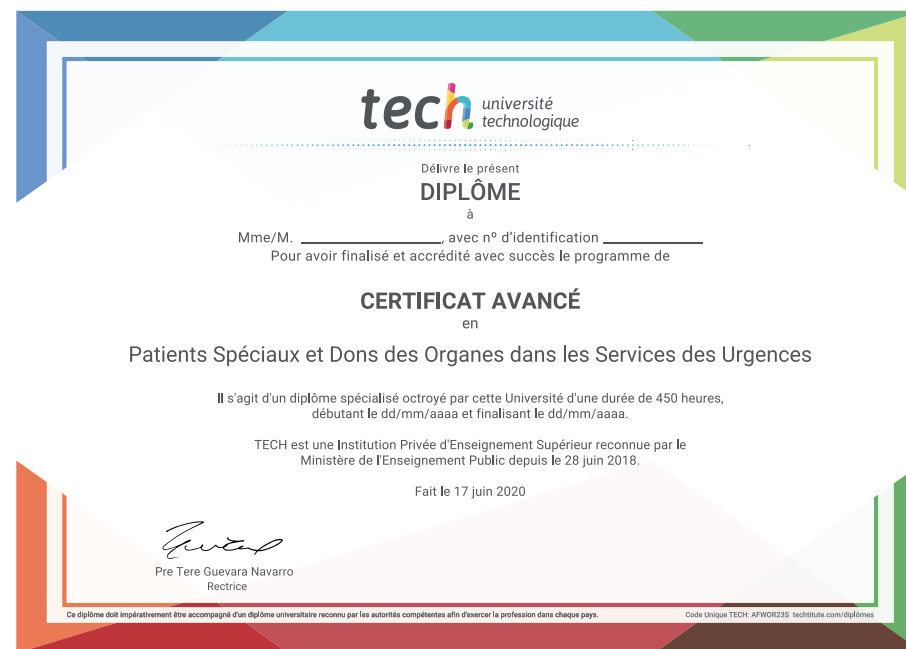 tech université
technologique
Délivre le présent
DIPLÔME
à
Mme/M. ____________________, avec nº d'identification ______________
Pour avoir finalisé et accrédité avec succès le programme de
CERTIFICAT AVANCÉ
en
Patients Spéciaux et Dons des Organes dans les Services des Urgences
Il s'agit d'un diplôme spécialisé octroyé par cette Université d'une durée de 450 heures,
débutant le dd/mm/aaaa et finalisant le dd/mm/aaaa.
TECH est une Institution Privée d'Enseignement Supérieur reconnue par le
Ministère de l'Enseignement Public depuis le 28 juin 2018.
Fait le 17 juin 2020
Pre Tere Guevara Navarro
Rectrice
Ce diplôme doit impérativement être accompagné d'un diplôme universitaire reconnu par les autorités compétentes afin d'exercer la profession dans chaque pays.
Code Unique TECH: AFWOR23S techtitute.com/diplômes